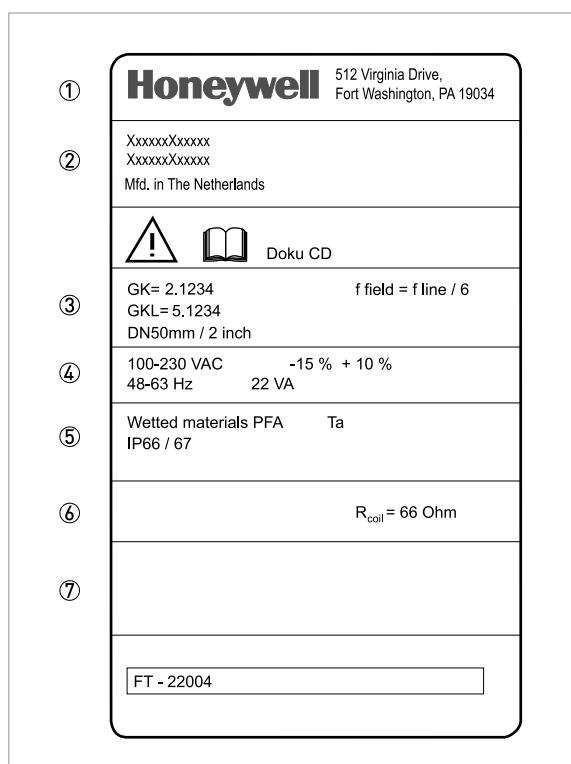 ① Honeywell 512 Virginia Drive,
Fort Washington, PA 19034
② XxxxxxXxxxxx
XxxxxxXxxxxx
Mfd. in The Netherlands
Doku CD
③ GK= 2.1234 f field = f line / 6
GKL= 5.1234
DN50mm / 2 inch
④ 100-230 VAC -15 % + 10 %
48-63 Hz 22 VA
⑤ Wetted materials PFA Ta
IP66 / 67
⑥ Rcoil = 66 Ohm
⑦
FT - 22004